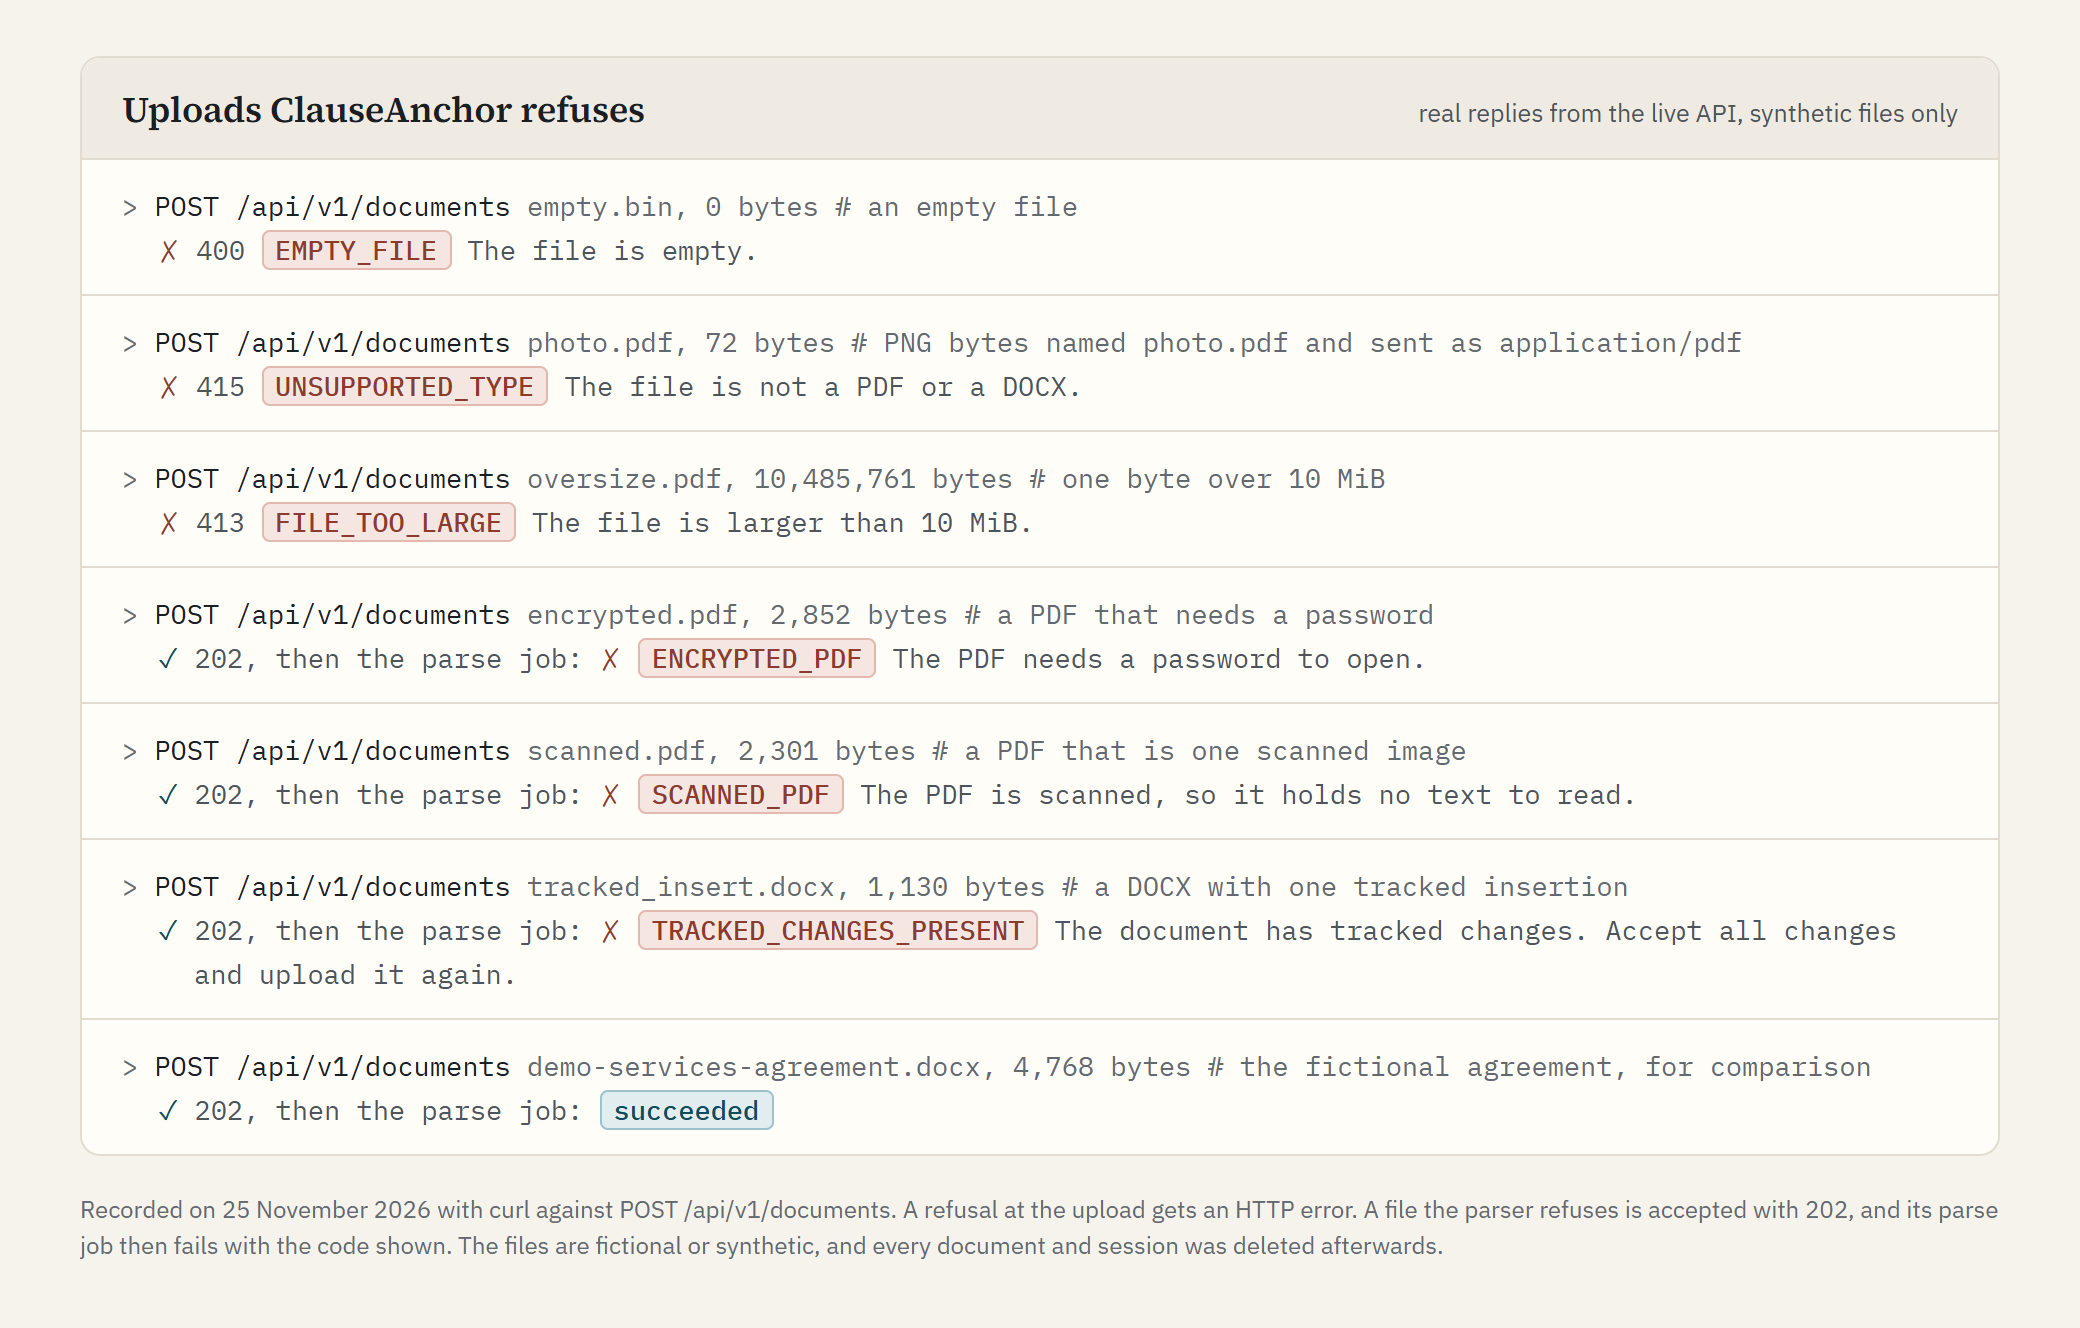 Uploads ClauseAnchor refuses
real replies from the live API, synthetic files only
> POST /api/v1/documents empty.bin, 0 bytes # an empty file
✗ 400 EMPTY_FILE The file is empty.
> POST /api/v1/documents photo.pdf, 72 bytes # PNG bytes named photo.pdf and sent as application/pdf
✗ 415 UNSUPPORTED_TYPE The file is not a PDF or a DOCX.
> POST /api/v1/documents oversize.pdf, 10,485,761 bytes # one byte over 10 MiB
✗ 413 FILE_TOO_LARGE The file is larger than 10 MiB.
> POST /api/v1/documents encrypted.pdf, 2,852 bytes # a PDF that needs a password
✓ 202, then the parse job: ✗ ENCRYPTED_PDF The PDF needs a password to open.
> POST /api/v1/documents scanned.pdf, 2,301 bytes # a PDF that is one scanned image
✓ 202, then the parse job: ✗ SCANNED_PDF The PDF is scanned, so it holds no text to read.
> POST /api/v1/documents tracked_insert.docx, 1,130 bytes # a DOCX with one tracked insertion
✓ 202, then the parse job: ✗ TRACKED_CHANGES_PRESENT The document has tracked changes. Accept all changes
and upload it again.
> POST /api/v1/documents demo-services-agreement.docx, 4,768 bytes # the fictional agreement, for comparison
✓ 202, then the parse job: succeeded
Recorded on 25 November 2026 with curl against POST /api/v1/documents. A refusal at the upload gets an HTTP error. A file the parser refuses is accepted with 202, and its parse
job then fails with the code shown. The files are fictional or synthetic, and every document and session was deleted afterwards.